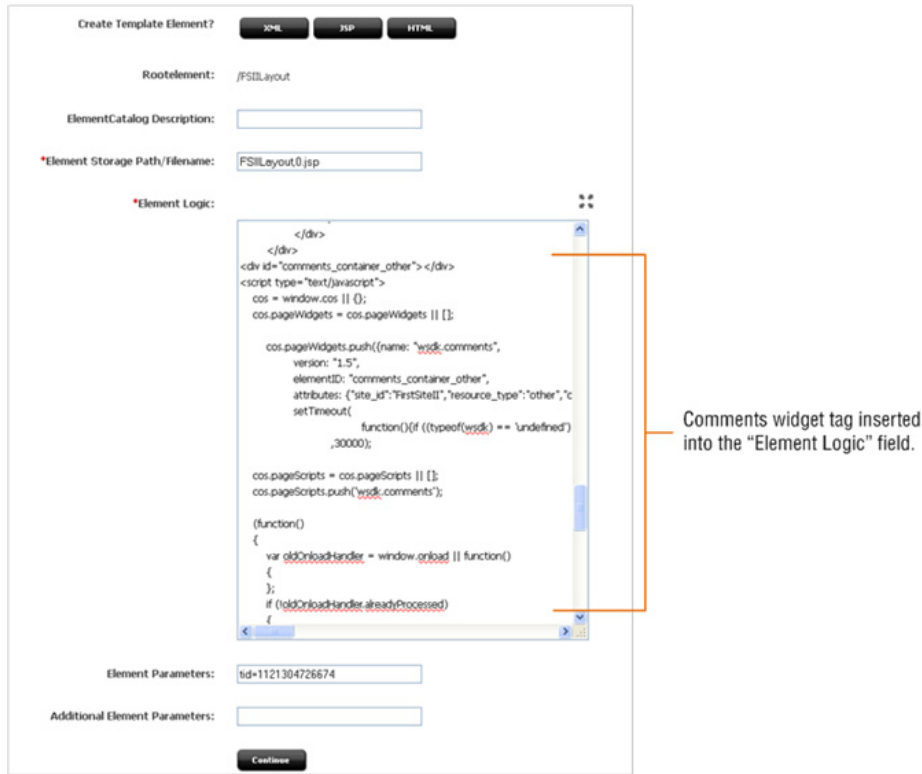 Create Template Element? XML JSP HTML
Rootelement: /FSIILayout
ElementCatalog Description:
*Element Storage Path/Filename: FSIILayout,0.jsp
*Element Logic:
</div>
</div>
<div id="comments_container_other"></div>
<script type="text/javascript">
cos = window.cos || {};
cos.pageWidgets = cos.pageWidgets || [];
cos.pageWidgets.push({name: "wsdk.comments",
version: "1.5",
elementID: "comments_container_other",
attributes: {"site_id":"FirstSiteII","resource_type":"other","c
setTimeout(
function(){if ((typeof(wsdk) == 'undefined')
,30000);
cos.pageScripts = cos.pageScripts || [];
cos.pageScripts.push('wsdk.comments');
(function()
{
var oldOnloadHandler = window.onload || function()
{
};
if (!oldOnloadHandler.alreadyProcessed)
{
Comments widget tag inserted
into the “Element Logic” field.
Element Parameters: tid=1121304726674
Additional Element Parameters:
Continue